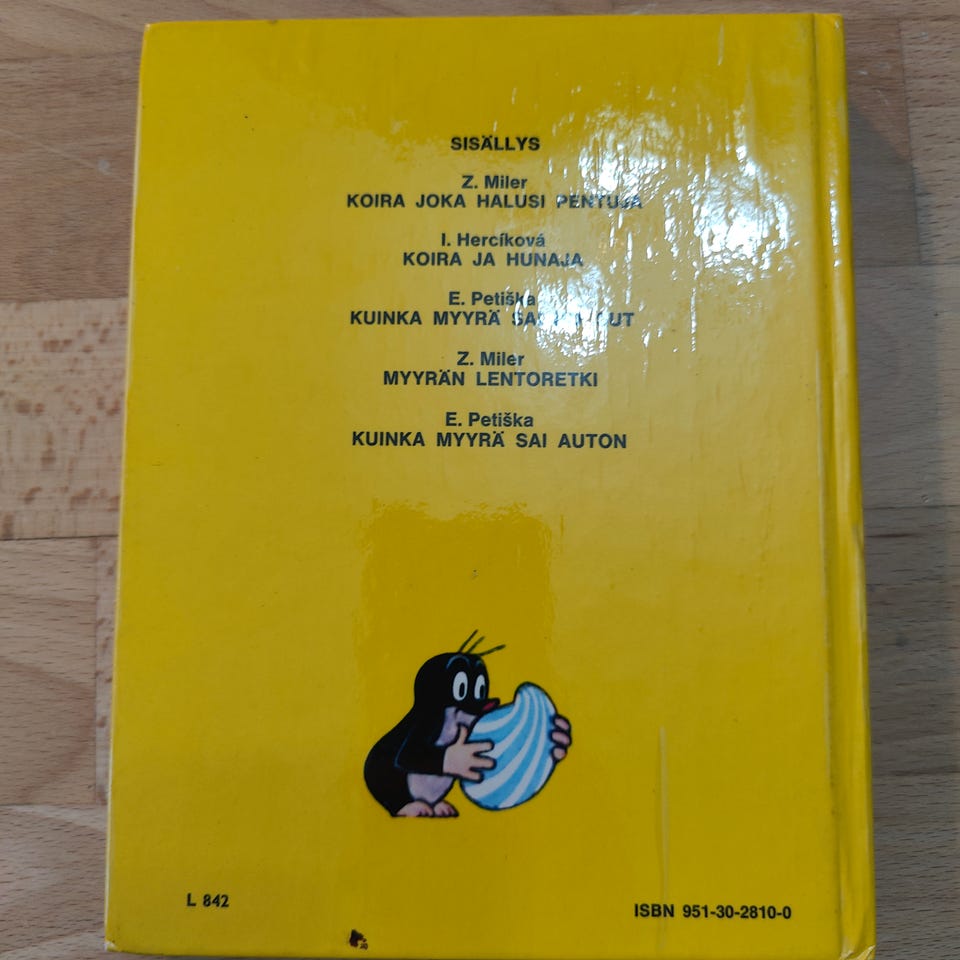 SISÄLLYS
Z. Miler
KOIRA JOKA HALUSI PENTUJA
I. Hercíková
KOIRA JA HUNAJA
E. Petiška
KUINKA MYYRÄ SAI
Z. Miler
MYYRÄN LENTORETKI
E. Petiška
KUINKA MYYRÄ SAI AUTON
L 842
ISBN 951-30-2810-0